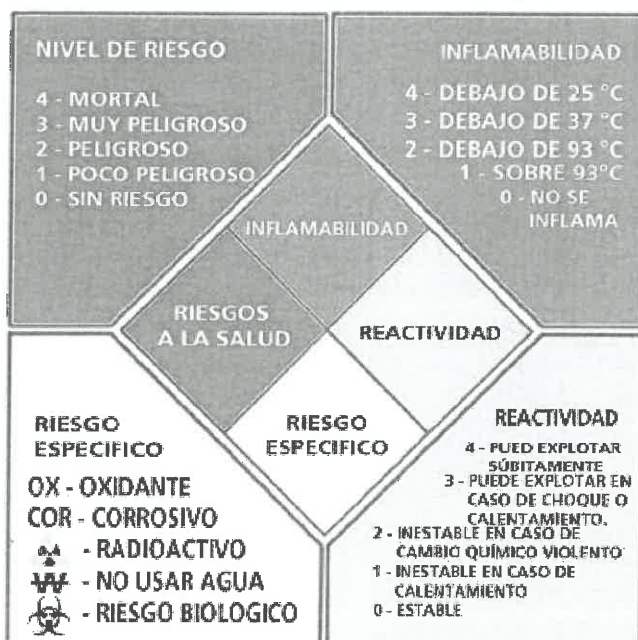 NIVEL DE RIESGO
4 - MORTAL
3 - MUY PELIGROSO
2 - PELIGROSO
1 - POCO PELIGROSO
0 - SIN RIESGO
INFLAMABILIDAD
4 - DEBAJO DE 25 °C
3 - DEBAJO DE 37 °C
2 - DEBAJO DE 93 °C
1 - SOBRE 93°C
0 - NO SE
INFLAMA
INFLAMABILIDAD
RIESGOS
A LA SALUD
REACTIVIDAD
RIESGO
ESPECIFICO
RIESGO
ESPECIFICO
OX - OXIDANTE
COR - CORROSIVO
- RADIOACTIVO
W - NO USAR AGUA
- RIESGO BIOLOGICO
REACTIVIDAD
4 - PUED EXPLOTAR
SÚBITAMENTE
3 - PUEDE EXPLOTAR EN
CASO DE CHOQUE O
CALENTAMIENTO.
2 - INESTABLE EN CASO DE
CAMBIO QUÍMICO VIOLENTO
1 - INESTABLE EN CASO DE
CALENTAMIENTO
0 - ESTABLE